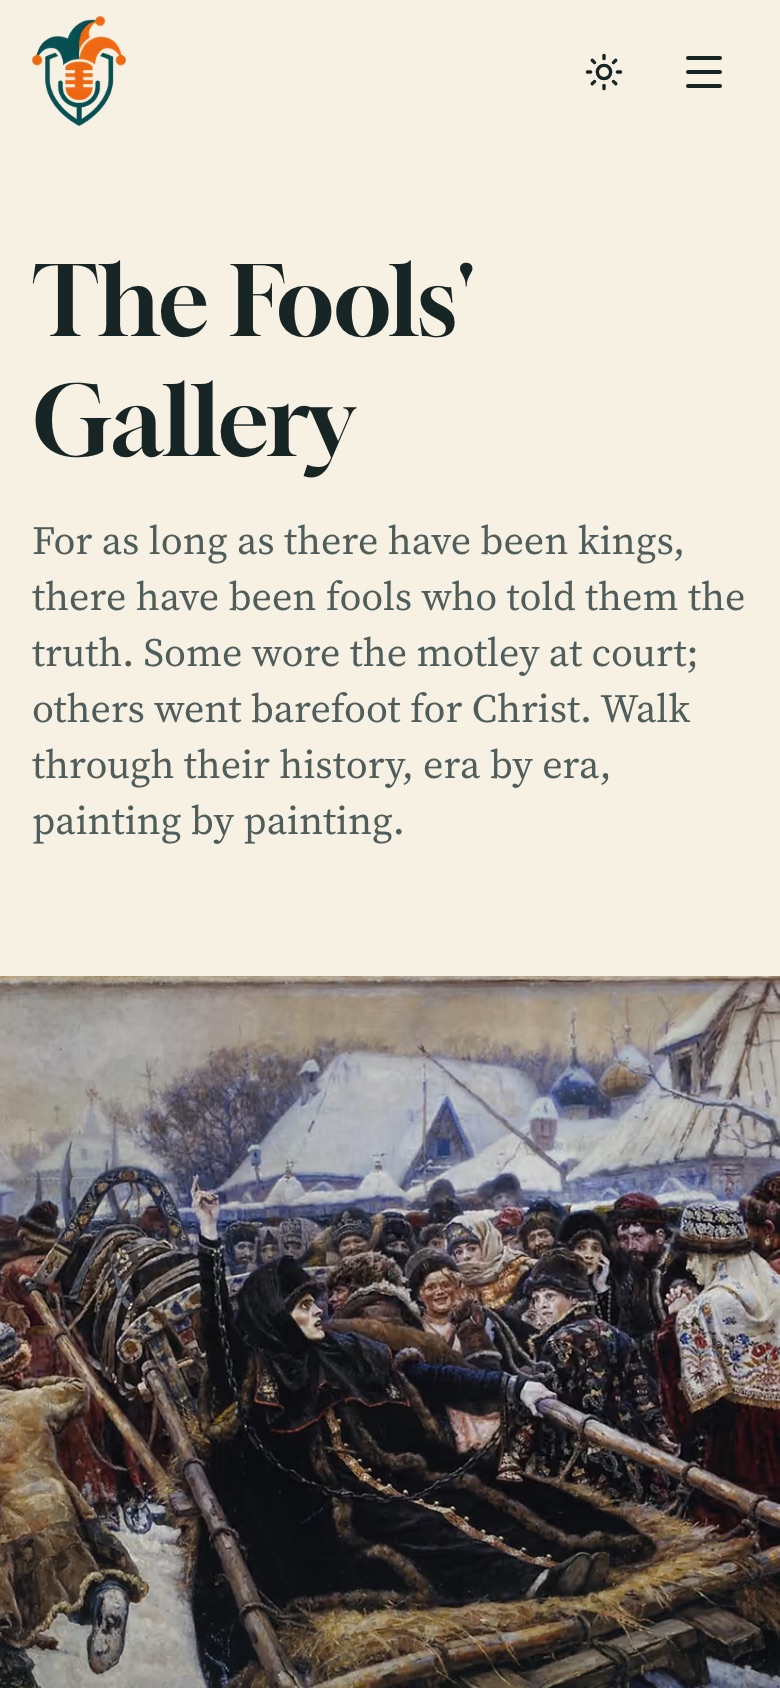 The Fools'
Gallery
For as long as there have been kings,
there have been fools who told them the
truth. Some wore the motley at court;
others went barefoot for Christ. Walk
through their history, era by era,
painting by painting.